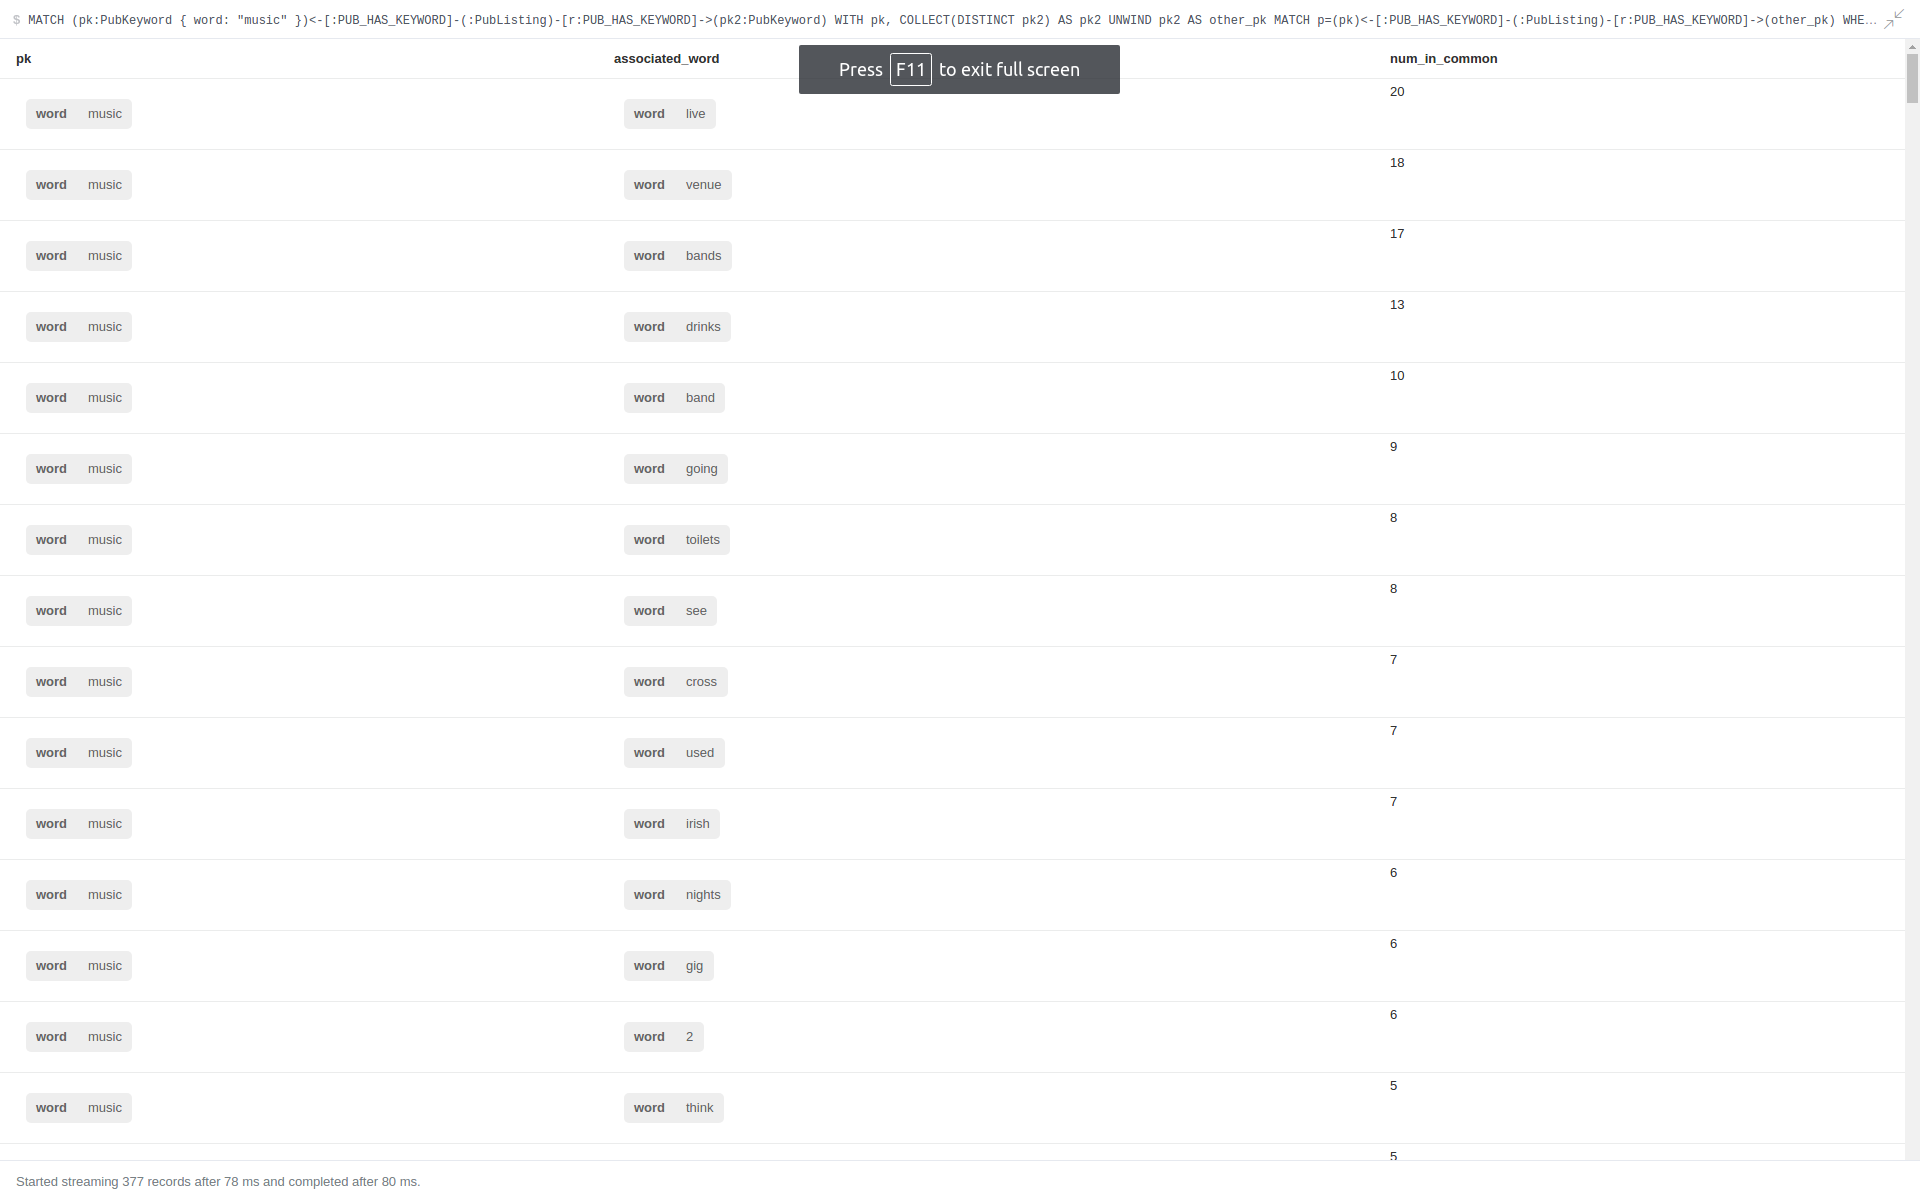 $ MATCH (pk:PubKeyword { word: "music" })<-[:PUB_HAS_KEYWORD]-(:PubListing)-[r:PUB_HAS_KEYWORD]->(pk2:PubKeyword) WITH pk, COLLECT(DISTINCT pk2) AS pk2 UNWIND pk2 AS other_pk MATCH p=(pk)<-[:PUB_HAS_KEYWORD]-(:PubListing)-[r:PUB_HAS_KEYWORD]->(other_pk) WHE…
pk associated_word num_in_common
Press F11 to exit full screen
word music word live 20
word music word venue 18
word music word bands 17
word music word drinks 13
word music word band 10
word music word going 9
word music word toilets 8
word music word see 8
word music word cross 7
word music word used 7
word music word irish 7
word music word nights 6
word music word gig 6
word music word 2 6
word music word think 5
5
Started streaming 377 records after 78 ms and completed after 80 ms.